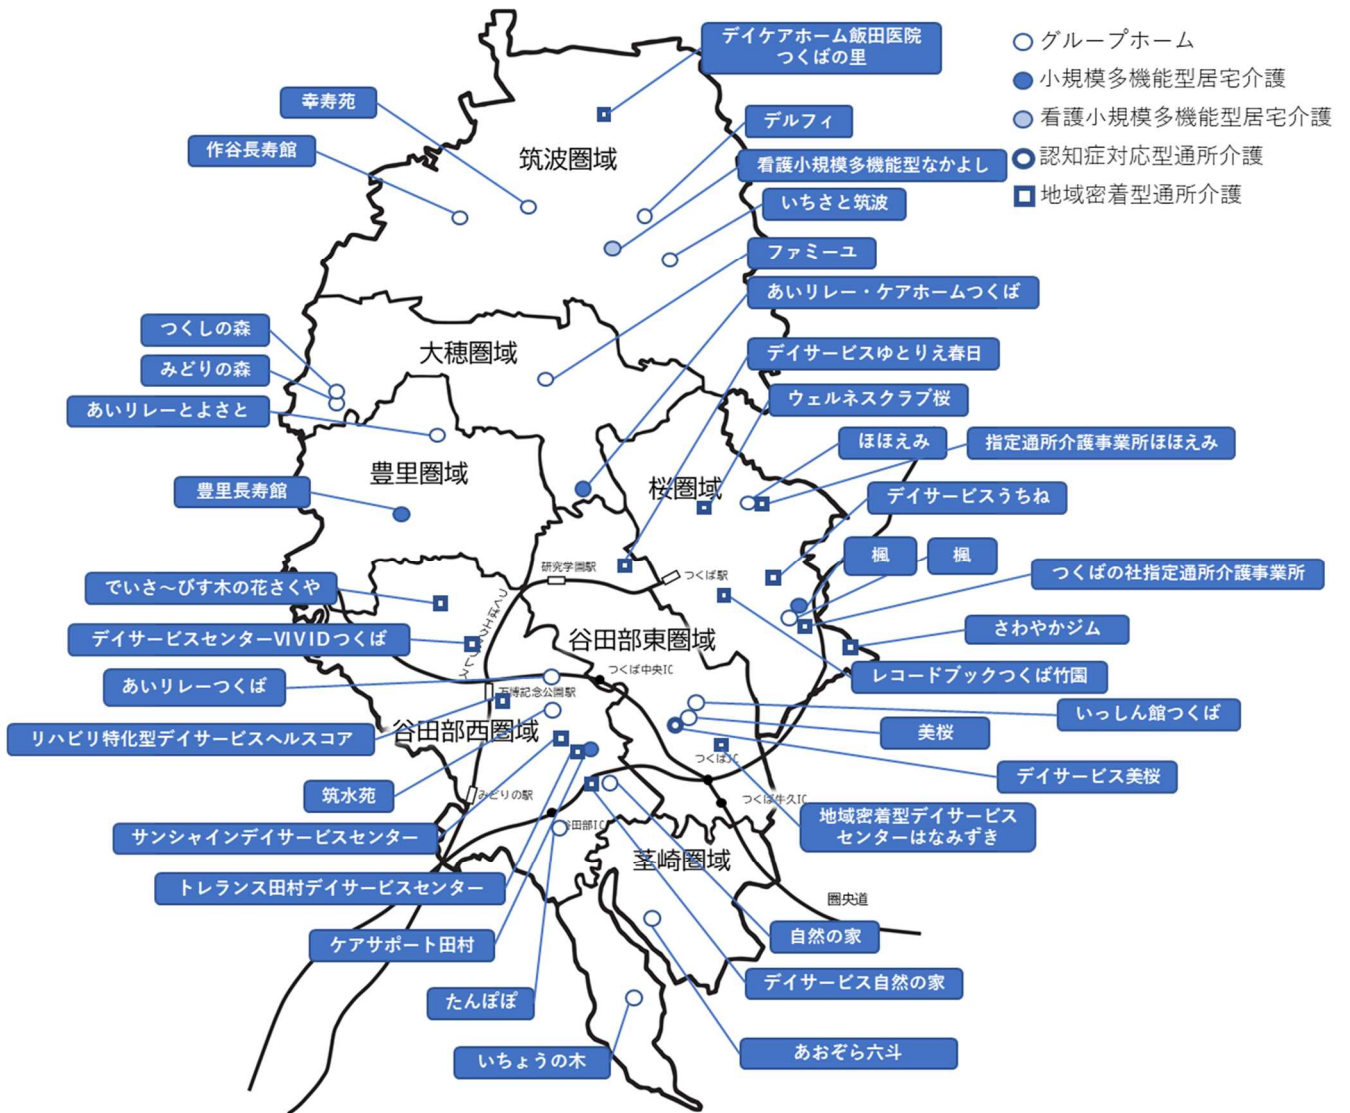 デイケアホーム飯田医院
つくばの里
グループホーム
小規模多機能型居宅介護
看護小規模多機能型居宅介護
認知症対応型通所介護
地域密着型通所介護
幸寿苑
作谷長寿館
筑波圏域
デルフィ
看護小規模多機能型なかよし
いちさと筑波
ファミーユ
あいリレー・ケアホームつくば
つくしの森
みどりの森
あいリレーとよさと
大穂圏域
デイサービスゆとりえ春日
ウェルネスクラブ桜
ほほえみ
指定通所介護事業所ほほえみ
豊里圏域
豊里長寿館
桜圏域
デイサービスうちね
楓
楓
つくばの社指定通所介護事業所
研究学園駅
つくば駅
でいさ～びす木の花さくや
デイサービスセンターVIVIDつくば
つくばエクスプレス
谷田部東圏域
さわやかジム
レコードブックつくば竹園
あいリレーつくば
つくば中央IC
万博記念公園駅
いっしん館つくば
リハビリ特化型デイサービスヘルスコア
谷田部西圏域
美桜
つくばJC
デイサービス美桜
筑水苑
みどりの駅
つくば牛久IC
サンシャインデイサービスセンター
谷田部IC
地域密着型デイサービス
センターはなみずき
茎崎圏域
トレランス田村デイサービスセンター
圏央道
ケアサポート田村
自然の家
デイサービス自然の家
たんぽぽ
いちょうの木
あおぞら六斗